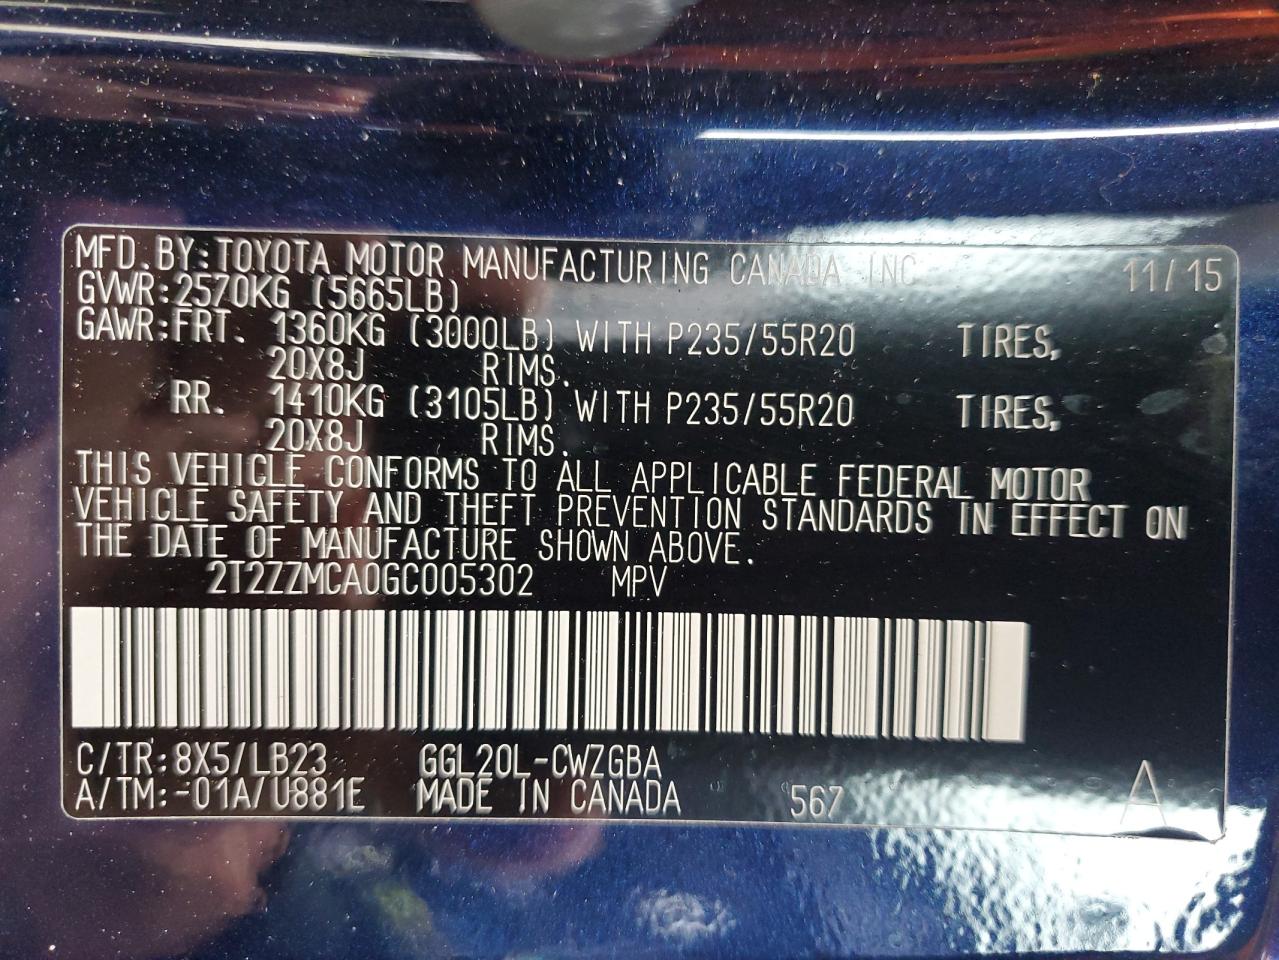 MFD.BY:TOYOTA MOTOR MANUFACTURING CANADA INC 11/15
GVWR:2570KG (5665LB)
GAWR:FRT. 1360KG (3000LB) WITH P235/55R20 TIRES,
20X8J RIMS.
RR. 1410KG (3105LB) WITH P235/55R20 TIRES,
20X8J RIMS.
THIS VEHICLE CONFORMS TO ALL APPLICABLE FEDERAL MOTOR
VEHICLE SAFETY AND THEFT PREVENTION STANDARDS IN EFFECT ON
THE DATE OF MANUFACTURE SHOWN ABOVE.
2T2ZZMCA0GC005302 MPV
C/TR:8X5/LB23 GGL20L-CWZGBA
A/TM:-01A/U881E MADE IN CANADA 567 A